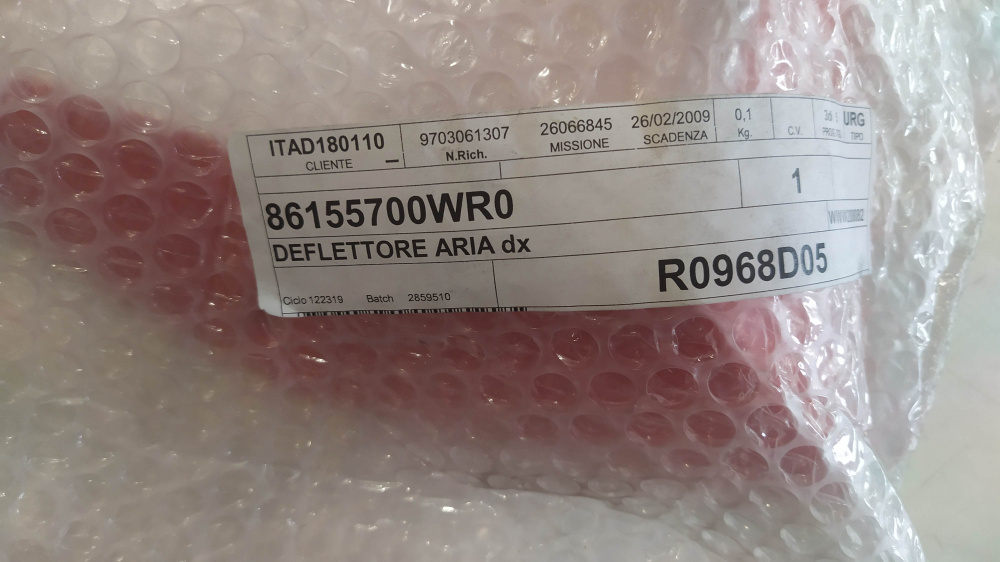 ITAD180110 _ 9703061307 26066845 26/02/2009 0,1 URG
CLIENTE N.Rich. MISSIONE SCADENZA Kg. C.V. TIPO
86155700WR0 1
DEFLETTORE ARIA dx
R0968D05
Ciclo 122319 Batch 2859510